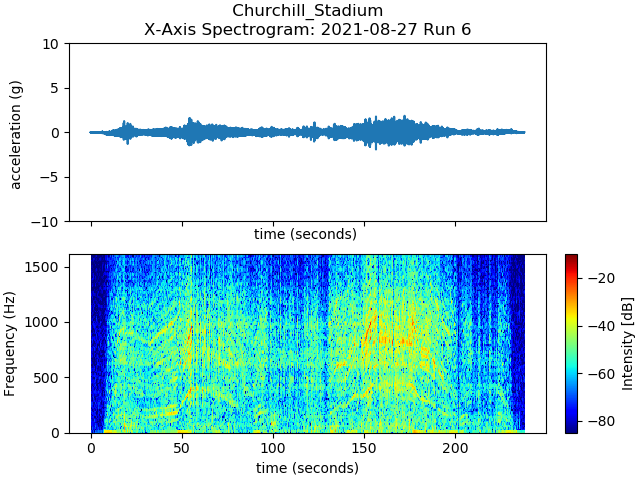 Churchill_Stadium
X-Axis Spectrogram: 2021-08-27 Run 6
10
5
0
−5
−10
acceleration (g)
time (seconds)
1500
1000
500
0
Frequency (Hz)
0 50 100 150 200
time (seconds)
−20
−40
−60
−80
Intensity [dB]